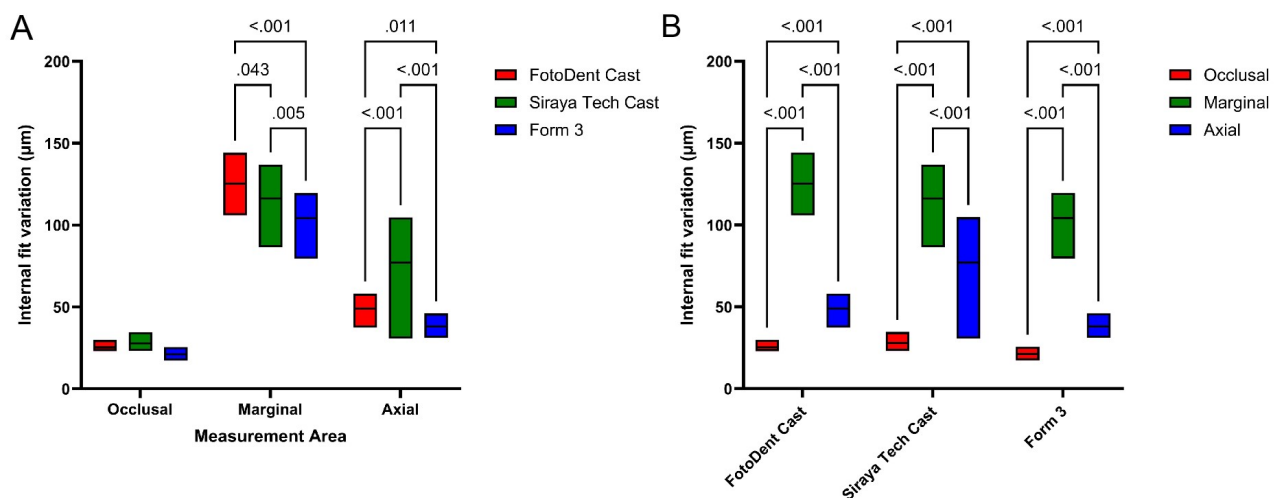 A
<.001
.011
.043
<.001
.005
<.001
200
150
100
50
0
Internal fit variation (µm)
Occlusal
Marginal
Axial
Measurement Area
FotoDent Cast
Siraya Tech Cast
Form 3
B
<.001
<.001
<.001
<.001
<.001
<.001
<.001
<.001
<.001
200
150
100
50
0
Internal fit variation (µm)
FotoDent Cast
Siraya Tech Cast
Form 3
Occlusal
Marginal
Axial